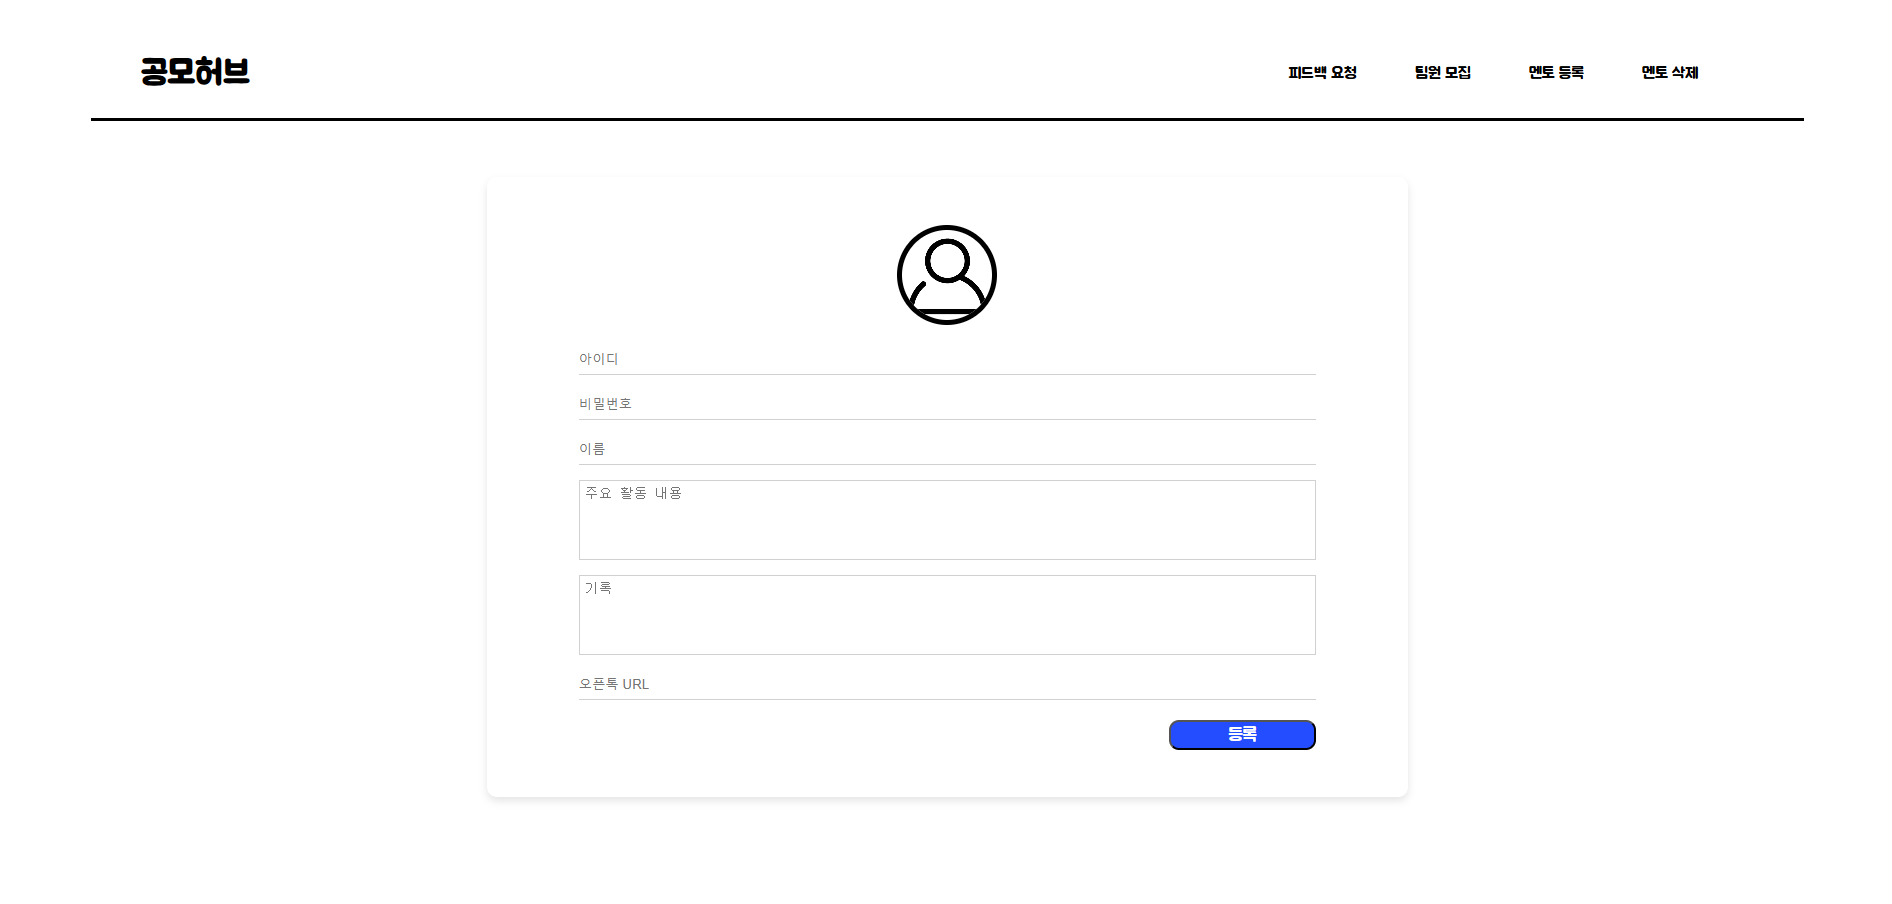 공모허브
피드백 요청 팀원 모집 멘토 등록 멘토 삭제
아이디
비밀번호
이름
주요 활동 내용
기록
오픈톡 URL
등록